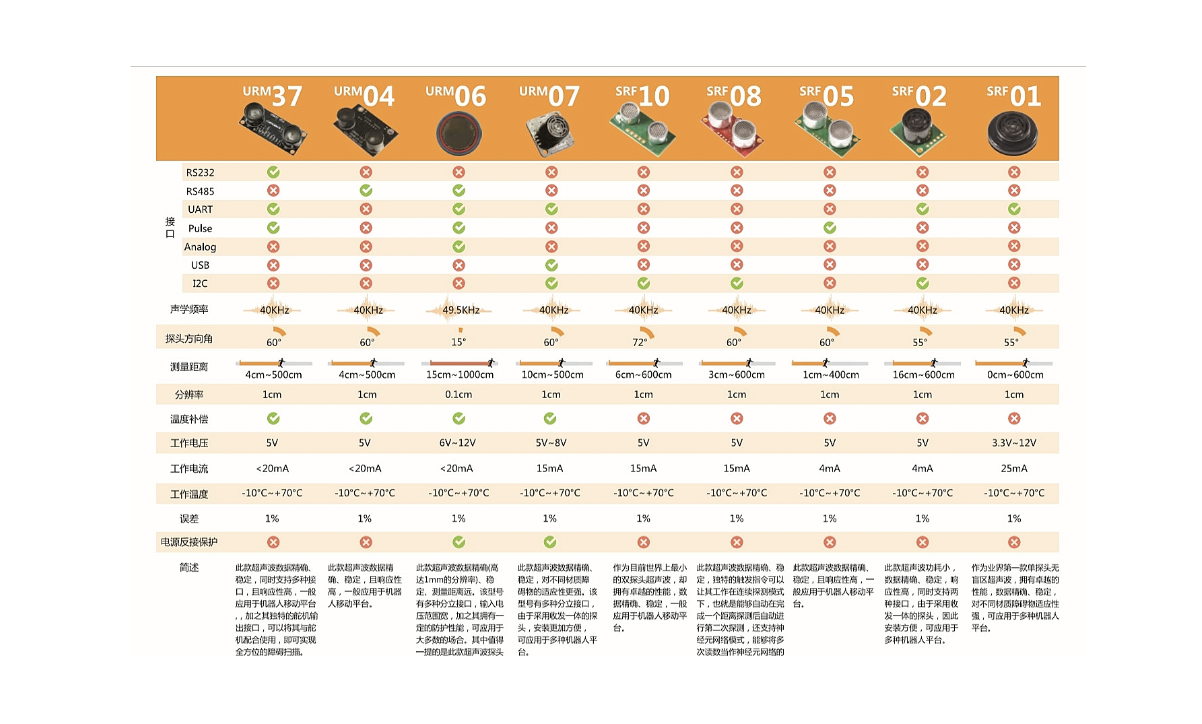 URM37 URM04 URM06 URM07 SRF10 SRF08 SRF05 SRF02 SRF01
接口
RS232
RS485
UART
Pulse
Analog
USB
I2C
声学频率 40KHz 40KHz 49.5KHz 40KHz 40KHz 40KHz 40KHz 40KHz 40KHz
探头方向角 60° 60° 15° 60° 72° 60° 60° 55° 55°
测量距离 4cm~500cm 4cm~500cm 15cm~1000cm 10cm~500cm 6cm~600cm 3cm~600cm 1cm~400cm 16cm~600cm 0cm~600cm
分辨率 1cm 1cm 0.1cm 1cm 1cm 1cm 1cm 1cm 1cm
温度补偿
工作电压 5V 5V 6V~12V 5V~8V 5V 5V 5V 5V 3.3V~12V
工作电流 <20mA <20mA <20mA 15mA 15mA 15mA 4mA 4mA 25mA
工作温度 -10°C~+70°C -10°C~+70°C -10°C~+70°C -10°C~+70°C -10°C~+70°C -10°C~+70°C -10°C~+70°C -10°C~+70°C -10°C~+70°C
误差 1% 1% 1% 1% 1% 1% 1% 1% 1%
电源反接保护
简述
此款超声波数据精确、
稳定，同时支持多种接
口，且响应性高，一般
应用于机器人移动平台
，加之其独特的舵机输
出接口，可以将其与舵
机配合使用，即可实现
全方位的障碍扫描。
此款超声波数据精
确、稳定，且响应性
高，一般应用于机器
人移动平台。
此款超声波数据精确(高
达1mm的分辨率)、稳
定、测量距离远。该型号
有多种分立接口，输入电
压范围宽，加之其拥有一
定的防护性能，可应用于
大多数的场合。其中值得
一提的是此款超声波探头
此款超声波数据精确、
稳定，对不同材质障
碍物的适应性更强。该
型号有多种分立接口，
由于采用收发一体的探
头，安装更加方便，
可应用于多种机器人平
台。
作为目前世界上最小
的双探头超声波，却
拥有卓越的性能，数
据精确、稳定，一般
应用于机器人移动平
台。
此款超声波数据精确、稳
定，独特的触发指令可以
让其工作在连续探测模式
下，也就是能够自动在完
成一个距离探测后自动进
行第二次探测，还支持神
经元网络模式，能够将多
次读数当作神经元网络的
此款超声波数据精确、
稳定，且响应性高，一
般应用于机器人移动平
台。
此款超声波功耗小，
数据精确、稳定，响
应性高，同时支持两
种接口，由于采用收
发一体的探头，因此
安装方便，可应用于
多种机器人平台。
作为业界第一款单探头无
盲区超声波，拥有卓越的
性能，数据精确、稳定，
对不同材质障碍物适应性
强，可应用于多种机器人
平台。